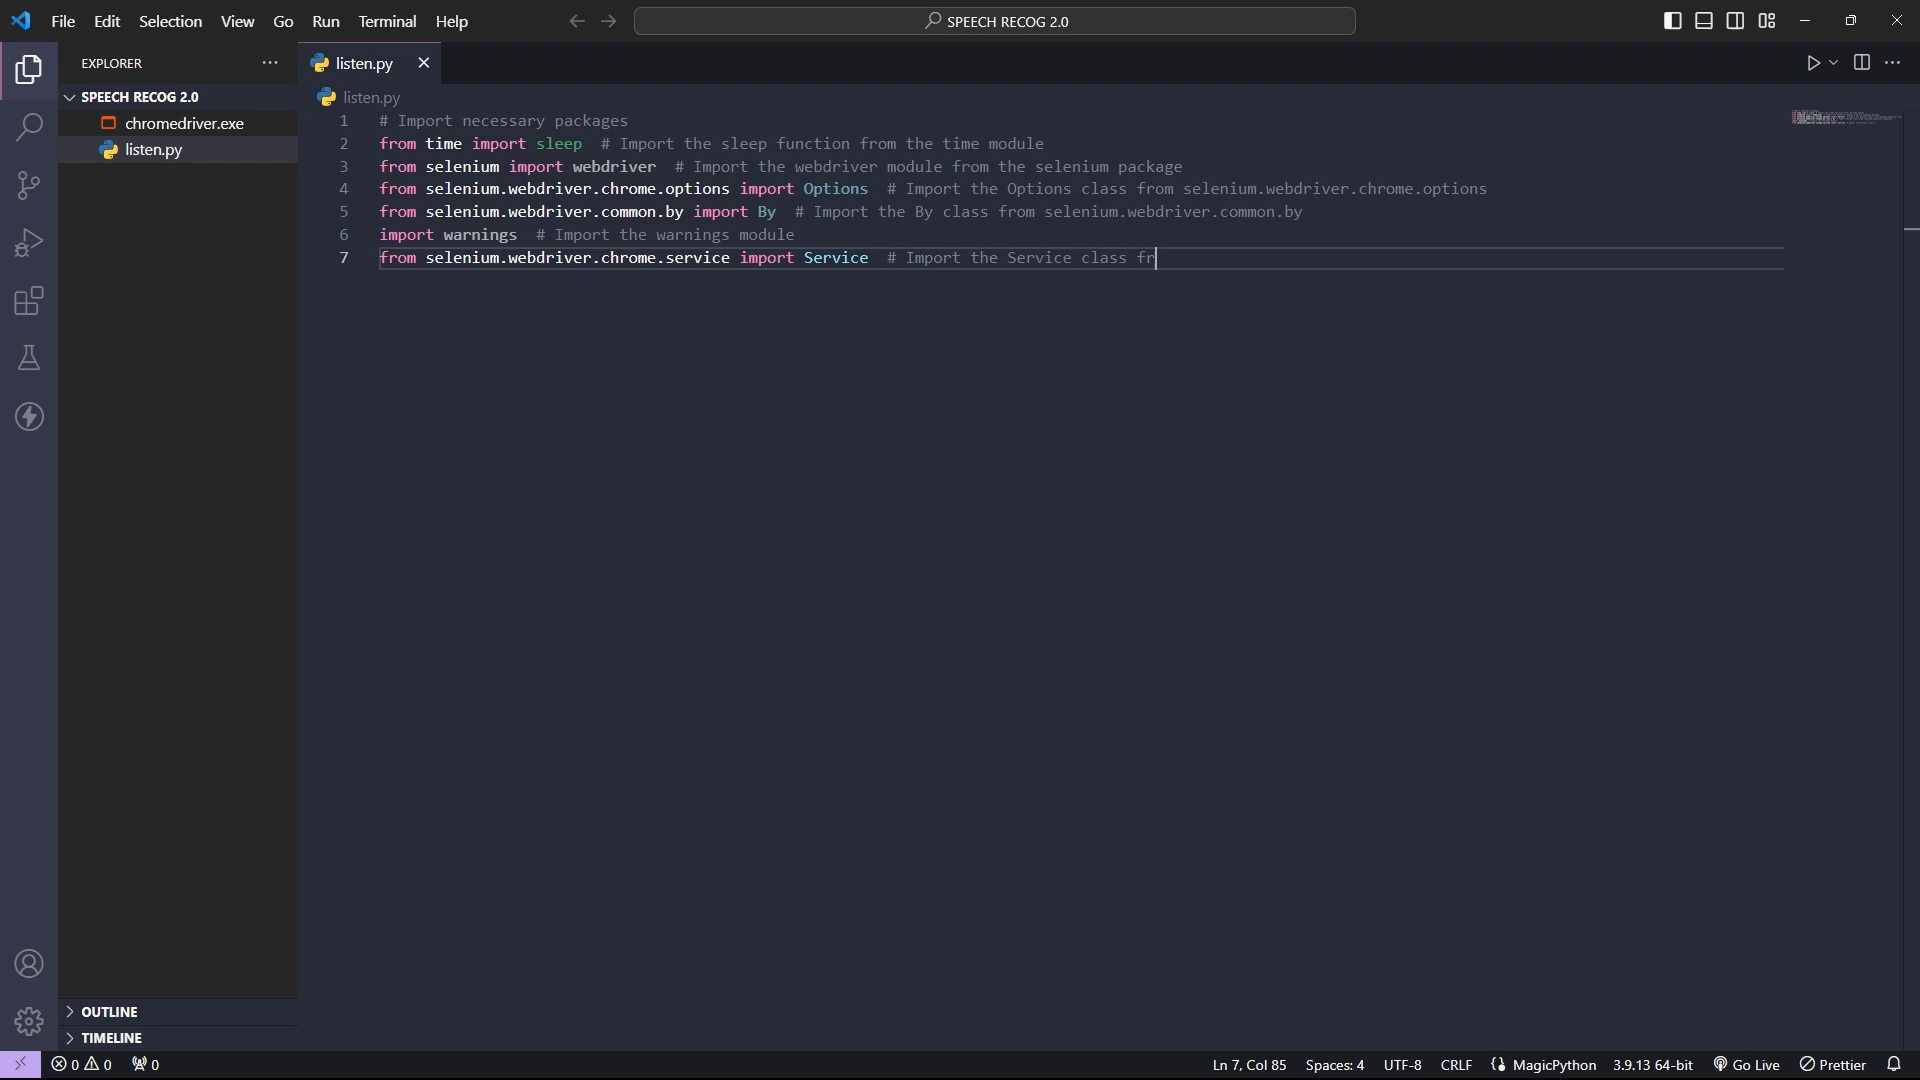 File Edit Selection View Go Run Terminal Help
SPEECH RECOG 2.0
EXPLORER
SPEECH RECOG 2.0
chromedriver.exe
listen.py
listen.py
listen.py
1 # Import necessary packages
2 from time import sleep # Import the sleep function from the time module
3 from selenium import webdriver # Import the webdriver module from the selenium package
4 from selenium.webdriver.chrome.options import Options # Import the Options class from selenium.webdriver.chrome.options
5 from selenium.webdriver.common.by import By # Import the By class from selenium.webdriver.common.by
6 import warnings # Import the warnings module
7 from selenium.webdriver.chrome.service import Service # Import the Service class fr
OUTLINE
TIMELINE
0 0 0 Ln 7, Col 85 Spaces: 4 UTF-8 CRLF MagicPython 3.9.13 64-bit Go Live Prettier